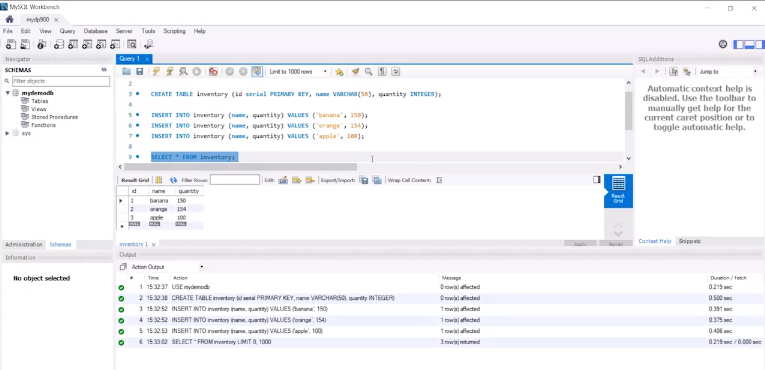 MySQL Workbench
mydp900 x
File Edit View Query Database Server Tools Scripting Help
Navigator
SCHEMAS
Filter objects
mydemodb
Tables
Views
Stored Procedures
Functions
sys
Administration Schemas
Information
No object selected
Query 1 x
Limit to 1000 rows
2
3 CREATE TABLE inventory (id serial PRIMARY KEY, name VARCHAR(50), quantity INTEGER);
4
5 INSERT INTO inventory (name, quantity) VALUES ('banana', 150);
6 INSERT INTO inventory (name, quantity) VALUES ('orange', 154);
7 INSERT INTO inventory (name, quantity) VALUES ('apple', 100);
8
9 SELECT * FROM inventory;
Result Grid Filter Rows: Edit: Export/Import: Wrap Cell Content:
id name quantity
1 banana 150
2 orange 154
3 apple 100
NULL NULL NULL
Result Grid
inventory 1 x Apply Revert
Output
Action Output
# Time Action Message Duration / Fetch
1 15:32:37 USE mydemodb 0 row(s) affected 0.219 sec
2 15:32:38 CREATE TABLE inventory (id serial PRIMARY KEY, name VARCHAR(50), quantity INTEGER) 0 row(s) affected 0.500 sec
3 15:32:52 INSERT INTO inventory (name, quantity) VALUES ('banana', 150) 1 row(s) affected 0.391 sec
4 15:32:52 INSERT INTO inventory (name, quantity) VALUES ('orange', 154) 1 row(s) affected 0.375 sec
5 15:32:53 INSERT INTO inventory (name, quantity) VALUES ('apple', 100) 1 row(s) affected 0.406 sec
6 15:33:02 SELECT * FROM inventory LIMIT 0, 1000 3 row(s) returned 0.219 sec / 0.000 sec
SQLAdditions
Jump to
Automatic context help is
disabled. Use the toolbar to
manually get help for the
current caret position or to
toggle automatic help.
Context Help Snippets